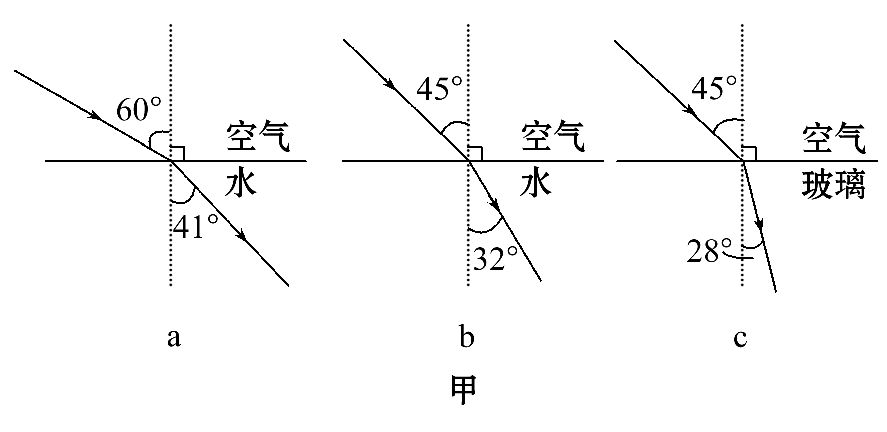 60° 空气 水 41°
45° 空气 水 32°
45° 空气 玻璃 28°
a b c
甲